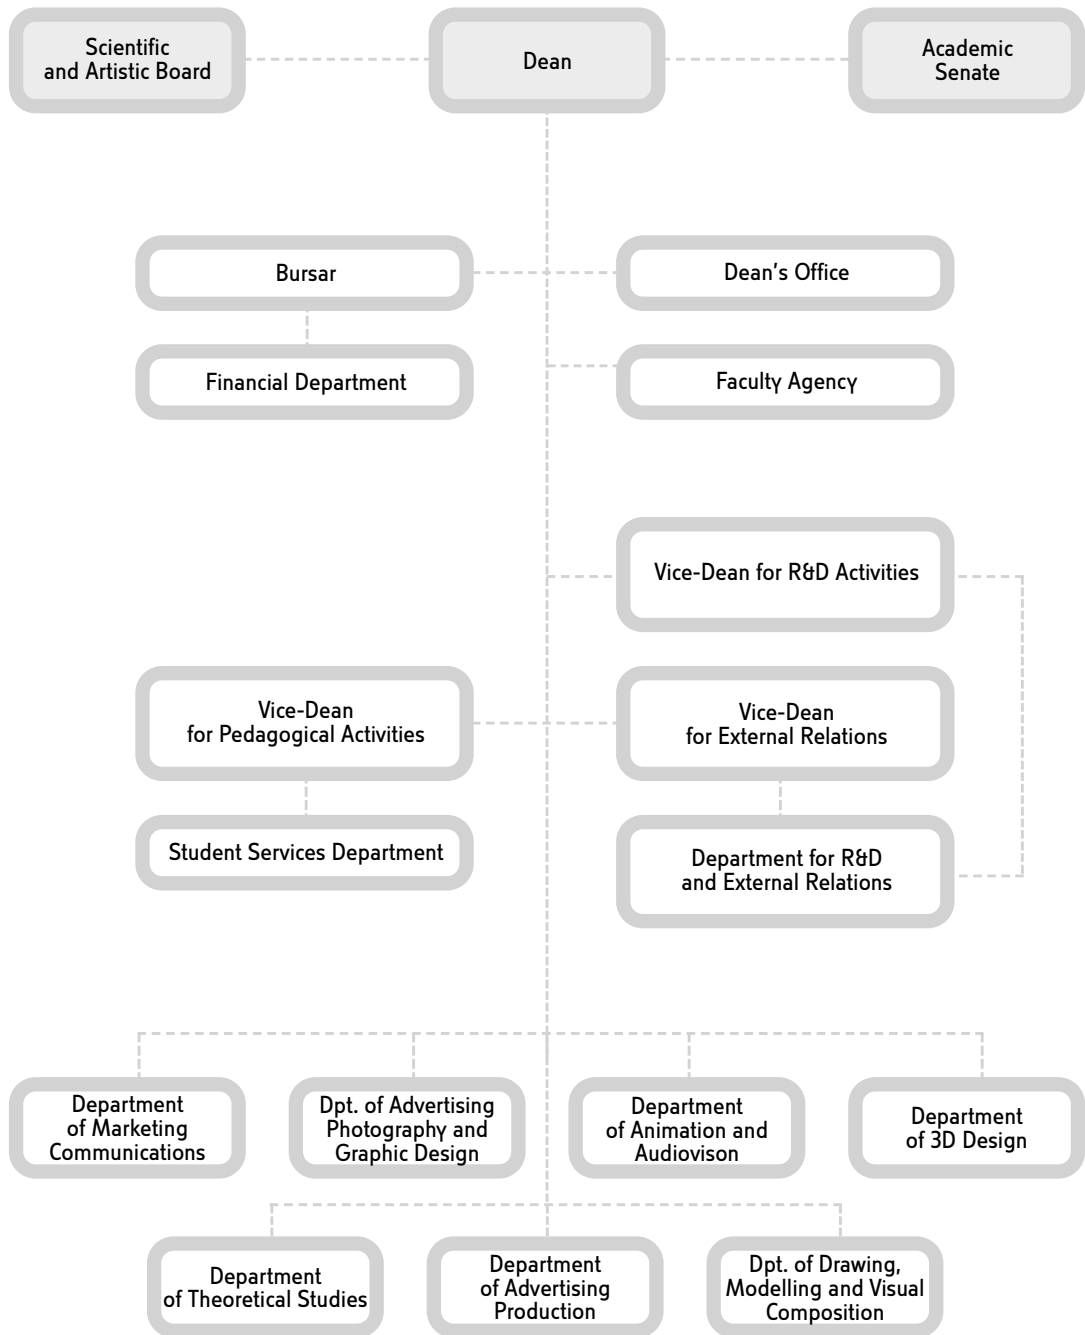 Scientific
and Artistic Board
Dean
Academic
Senate
Bursar
Dean's Office
Financial Department
Faculty Agency
Vice-Dean for R&D Activities
Vice-Dean
for Pedagogical Activities
Vice-Dean
for External Relations
Student Services Department
Department for R&D
and External Relations
Department
of Marketing
Communications
Dpt. of Advertising
Photography and
Graphic Design
Department
of Animation and
Audiovison
Department
of 3D Design
Department
of Theoretical Studies
Department
of Advertising
Production
Dpt. of Drawing,
Modelling and Visual
Composition